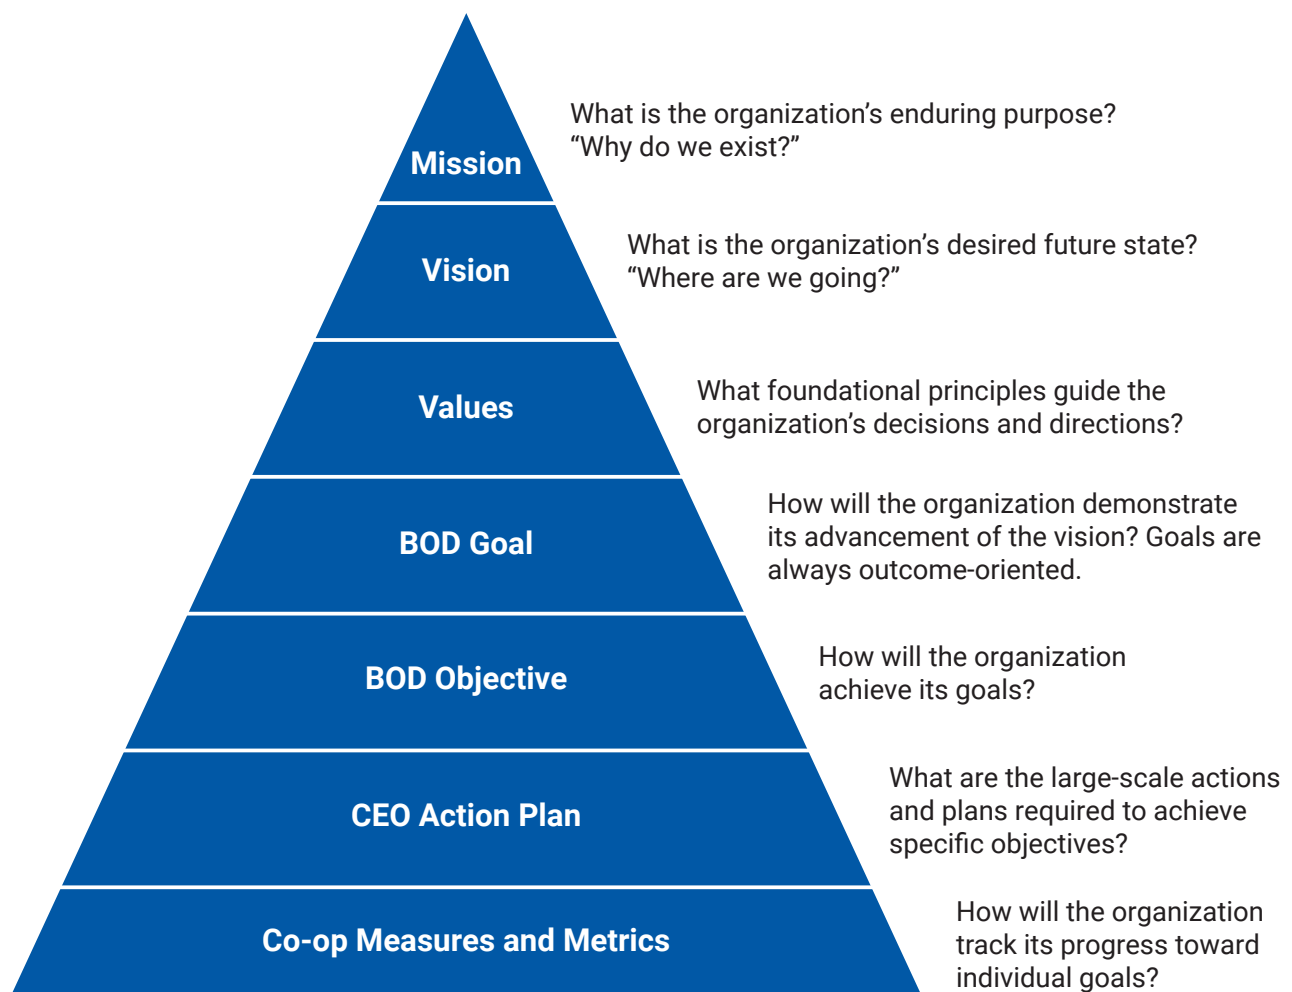 What is the organization’s enduring purpose?
“Why do we exist?”
Mission
What is the organization’s desired future state?
“Where are we going?”
Vision
What foundational principles guide the
organization’s decisions and directions?
Values
How will the organization demonstrate
its advancement of the vision? Goals are
always outcome-oriented.
BOD Goal
How will the organization
achieve its goals?
BOD Objective
What are the large-scale actions
and plans required to achieve
specific objectives?
CEO Action Plan
How will the organization
track its progress toward
individual goals?
Co-op Measures and Metrics